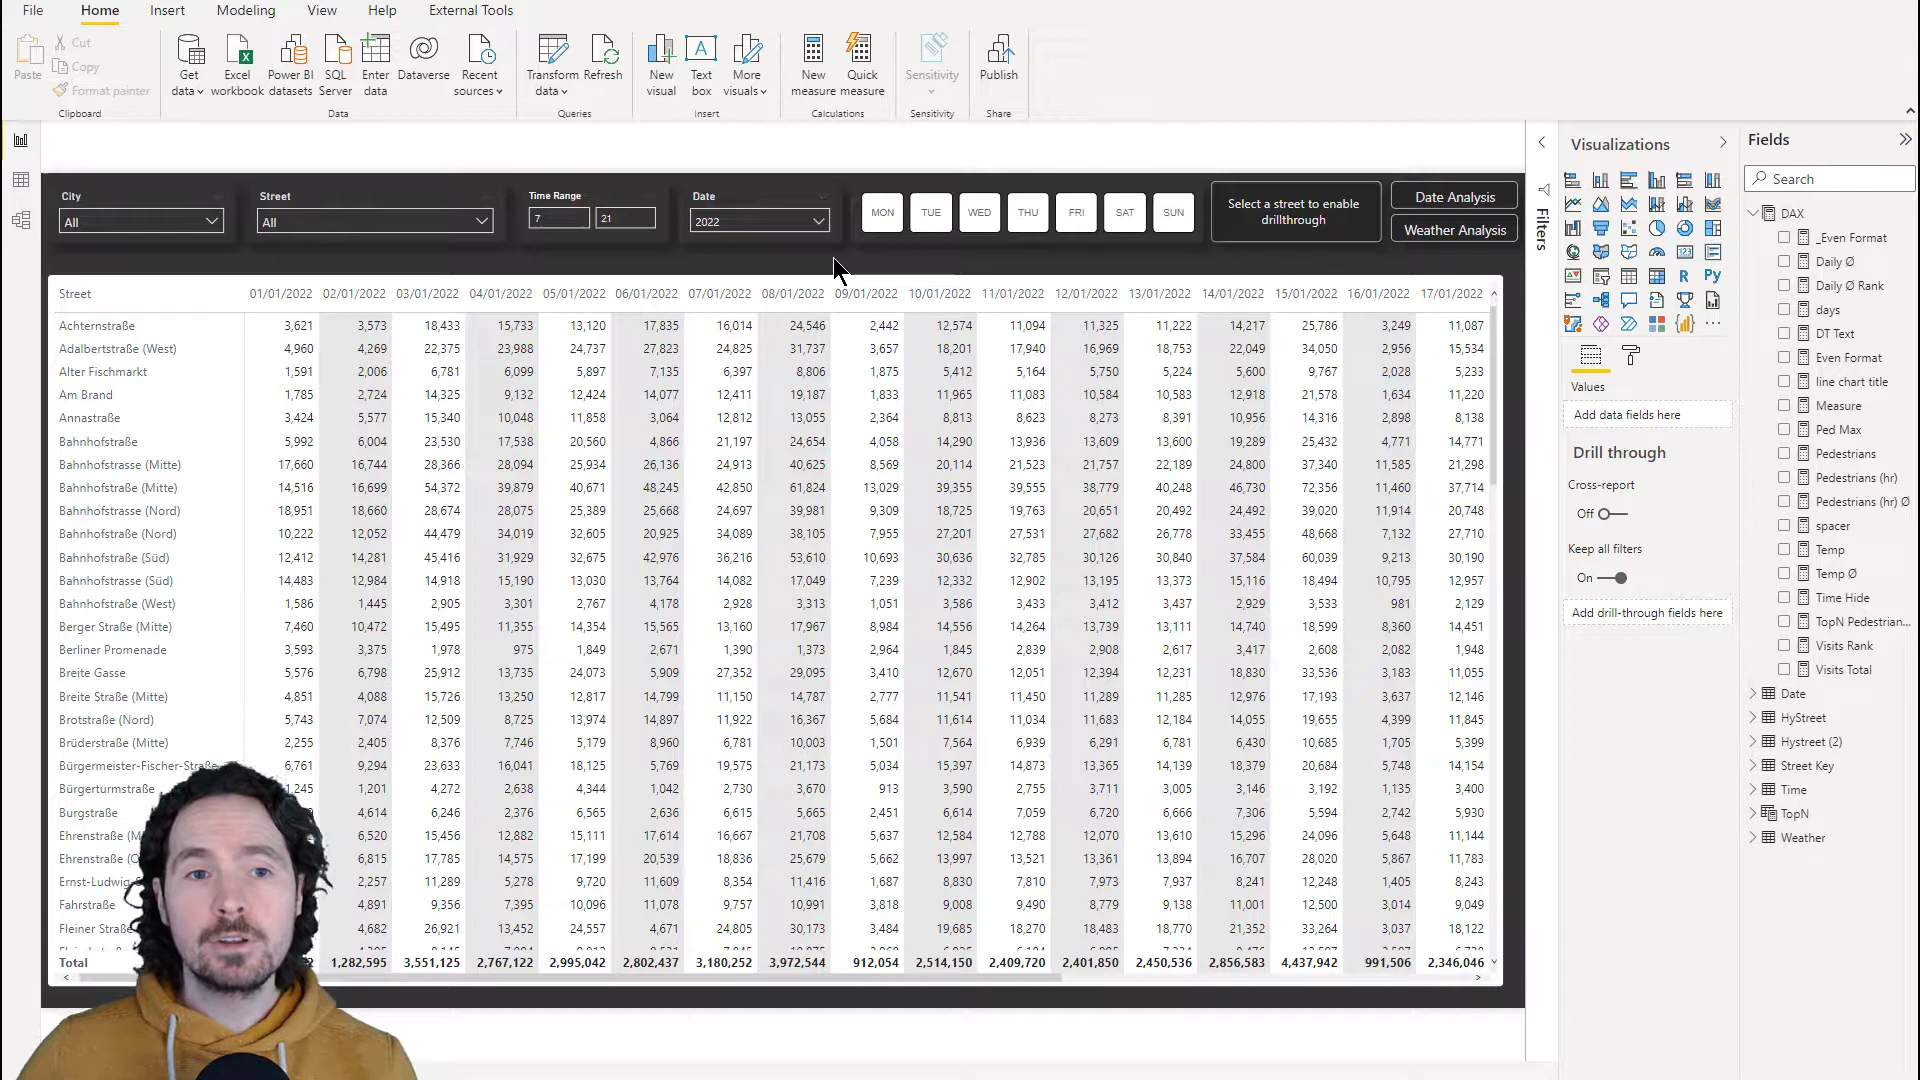 File Home Insert Modeling View Help External Tools
Paste Cut Copy Format painter
Get data Excel workbook Power BI datasets SQL Server Enter data Dataverse Recent sources Transform data Refresh New visual Text box More visuals New measure Quick measure Sensitivity Publish
Clipboard Data Queries Insert Calculations Sensitivity Share
City Street Time Range Date
All All 7 21 2022
MON TUE WED THU FRI SAT SUN
Select a street to enable drillthrough
Date Analysis
Weather Analysis
Street 01/01/2022 02/01/2022 03/01/2022 04/01/2022 05/01/2022 06/01/2022 07/01/2022 08/01/2022 09/01/2022 10/01/2022 11/01/2022 12/01/2022 13/01/2022 14/01/2022 15/01/2022 16/01/2022 17/01/2022
Achternstraße 3,621 3,573 18,433 15,733 13,120 17,835 16,014 24,546 2,442 12,574 11,094 11,325 11,222 14,217 25,786 3,249 11,087
Adalbertstraße (West) 4,960 4,269 22,375 23,988 24,737 27,823 24,825 31,737 3,657 18,201 17,940 16,969 18,753 22,049 34,050 2,956 15,534
Alter Fischmarkt 1,591 2,006 6,781 6,099 5,897 7,135 6,397 8,806 1,875 5,412 5,164 5,750 5,224 5,600 9,767 2,028 5,233
Am Brand 1,785 2,724 14,325 9,132 12,424 14,077 12,411 19,187 1,833 11,965 11,083 10,584 10,583 12,918 21,578 1,634 11,220
Annastraße 3,424 5,577 15,340 10,048 11,858 3,064 12,812 13,055 2,364 8,813 8,623 8,273 8,391 10,956 14,316 2,898 8,138
Bahnhofstraße 5,992 6,004 23,530 17,538 20,560 4,866 21,197 24,654 4,058 14,290 13,936 13,609 13,600 19,289 25,432 4,771 14,771
Bahnhofstrasse (Mitte) 17,660 16,744 28,366 28,094 25,934 26,136 24,913 40,625 8,569 20,114 21,523 21,757 22,189 24,800 37,340 11,585 21,298
Bahnhofstraße (Mitte) 14,516 16,699 54,372 39,879 40,671 48,245 42,850 61,824 13,029 39,355 39,555 38,779 40,248 46,730 72,356 11,460 37,714
Bahnhofstrasse (Nord) 18,951 18,660 28,674 28,075 25,389 25,668 24,697 39,981 9,309 18,725 19,763 20,651 20,492 24,492 39,020 11,914 20,748
Bahnhofstraße (Nord) 10,222 12,052 44,479 34,019 32,605 20,925 34,089 38,105 7,955 27,201 27,531 27,682 26,778 33,455 48,668 7,132 27,710
Bahnhofstraße (Süd) 12,412 14,281 45,416 31,929 32,675 42,976 36,216 53,610 10,693 30,636 32,785 30,126 30,840 37,584 60,039 9,213 30,190
Bahnhofstrasse (Süd) 14,483 12,984 14,918 15,190 13,030 13,764 14,082 17,049 7,239 12,332 12,902 13,195 13,373 15,116 18,494 10,795 12,957
Bahnhofstraße (West) 1,586 1,445 2,905 3,301 2,767 4,178 2,928 3,313 1,051 3,586 3,433 3,412 3,437 2,929 3,533 981 2,129
Berger Straße (Mitte) 7,460 10,472 15,495 11,355 14,354 15,565 13,160 17,967 8,984 14,556 14,264 13,739 13,111 14,740 18,599 8,360 14,451
Berliner Promenade 3,593 3,375 1,978 975 1,849 2,671 1,390 1,373 2,964 1,845 2,839 2,908 2,617 3,417 2,608 2,082 1,948
Breite Gasse 5,576 6,798 25,912 13,735 24,073 5,909 27,352 29,095 3,410 12,670 12,051 12,394 12,231 18,830 33,536 3,183 11,055
Breite Straße (Mitte) 4,851 4,088 15,726 13,250 12,817 14,799 11,150 14,787 2,777 11,541 11,450 11,289 11,285 12,976 17,193 3,637 12,146
Brotstraße (Nord) 5,743 7,074 12,509 8,725 13,974 14,897 11,922 16,367 5,684 11,614 11,034 11,683 12,184 14,055 19,655 4,399 11,845
Brüderstraße (Mitte) 2,255 2,405 8,376 7,746 5,179 8,960 6,781 10,003 1,501 7,564 6,939 6,291 6,781 6,430 10,685 1,705 5,399
Bürgermeister-Fischer-Straße 6,761 9,294 23,633 16,041 18,125 5,769 19,575 21,173 5,034 15,397 14,873 13,365 14,139 18,379 20,684 5,748 14,154
Bürgerturmstraße 1,245 1,201 4,272 2,638 4,344 1,042 2,730 3,670 913 3,590 2,755 3,711 3,005 3,146 3,192 1,135 3,400
Burgstraße 4,614 6,246 2,376 6,565 2,636 6,615 5,665 2,451 6,614 7,059 6,720 6,666 7,306 5,594 2,742 5,930
Ehrenstraße (M 6,520 15,456 12,882 15,111 17,614 16,667 21,708 5,637 12,584 12,788 12,070 13,610 15,296 24,096 5,648 11,144
Ehrenstraße (O 6,815 17,785 14,575 17,199 20,539 18,836 25,679 5,662 13,997 13,521 13,361 13,894 16,707 28,020 5,867 11,783
Ernst-Ludwig-S 2,257 11,289 5,278 9,720 11,609 8,354 11,416 1,687 8,830 7,810 7,973 7,937 8,241 12,248 1,405 8,243
Fahrstraße 4,891 9,356 7,395 10,096 11,078 9,757 10,991 3,818 9,008 9,490 8,779 9,138 11,001 12,500 3,014 9,049
Fleiner Straße 4,682 26,921 13,452 24,557 4,671 24,805 30,173 3,484 19,685 18,270 18,483 18,770 21,352 33,264 3,037 18,122
Total 1,282,595 3,551,125 2,767,122 2,995,042 2,802,437 3,180,252 3,972,544 912,054 2,514,150 2,409,720 2,401,850 2,450,536 2,856,583 4,437,942 991,506 2,346,046
Filters
Visualizations
R Py
Values
Add data fields here
Drill through
Cross-report
Off
Keep all filters
On
Add drill-through fields here
Fields
Search
DAX
_Even Format
Daily Ø
Daily Ø Rank
days
DT Text
Even Format
line chart title
Measure
Ped Max
Pedestrians
Pedestrians (hr)
Pedestrians (hr) Ø
spacer
Temp
Temp Ø
Time Hide
TopN Pedestrian...
Visits Rank
Visits Total
Date
HyStreet
Hystreet (2)
Street Key
Time
TopN
Weather